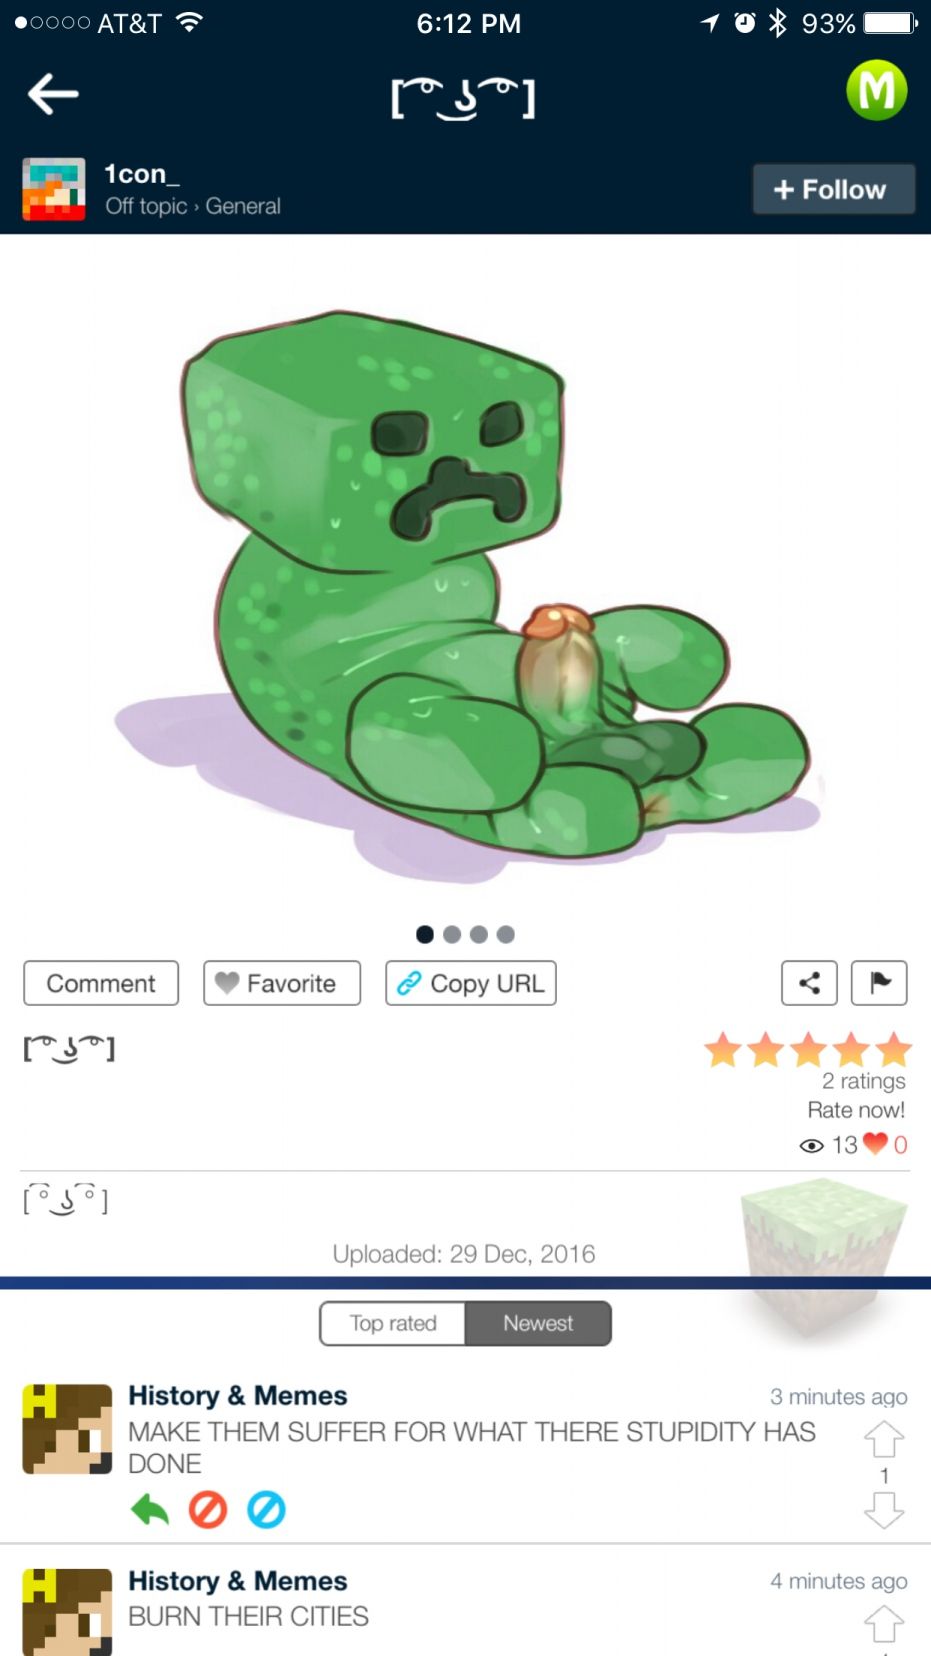 AT&T 6:12 PM 93%
[ ͡° ͜ʖ ͡°] M
1con_
Off topic › General
+ Follow
Comment Favorite Copy URL
[ ͡° ͜ʖ ͡°]
2 ratings
Rate now!
13 0
[ ͡° ͜ʖ ͡° ]
Uploaded: 29 Dec, 2016
Top rated Newest
History & Memes 3 minutes ago
MAKE THEM SUFFER FOR WHAT THERE STUPIDITY HAS
DONE
1
History & Memes 4 minutes ago
BURN THEIR CITIES